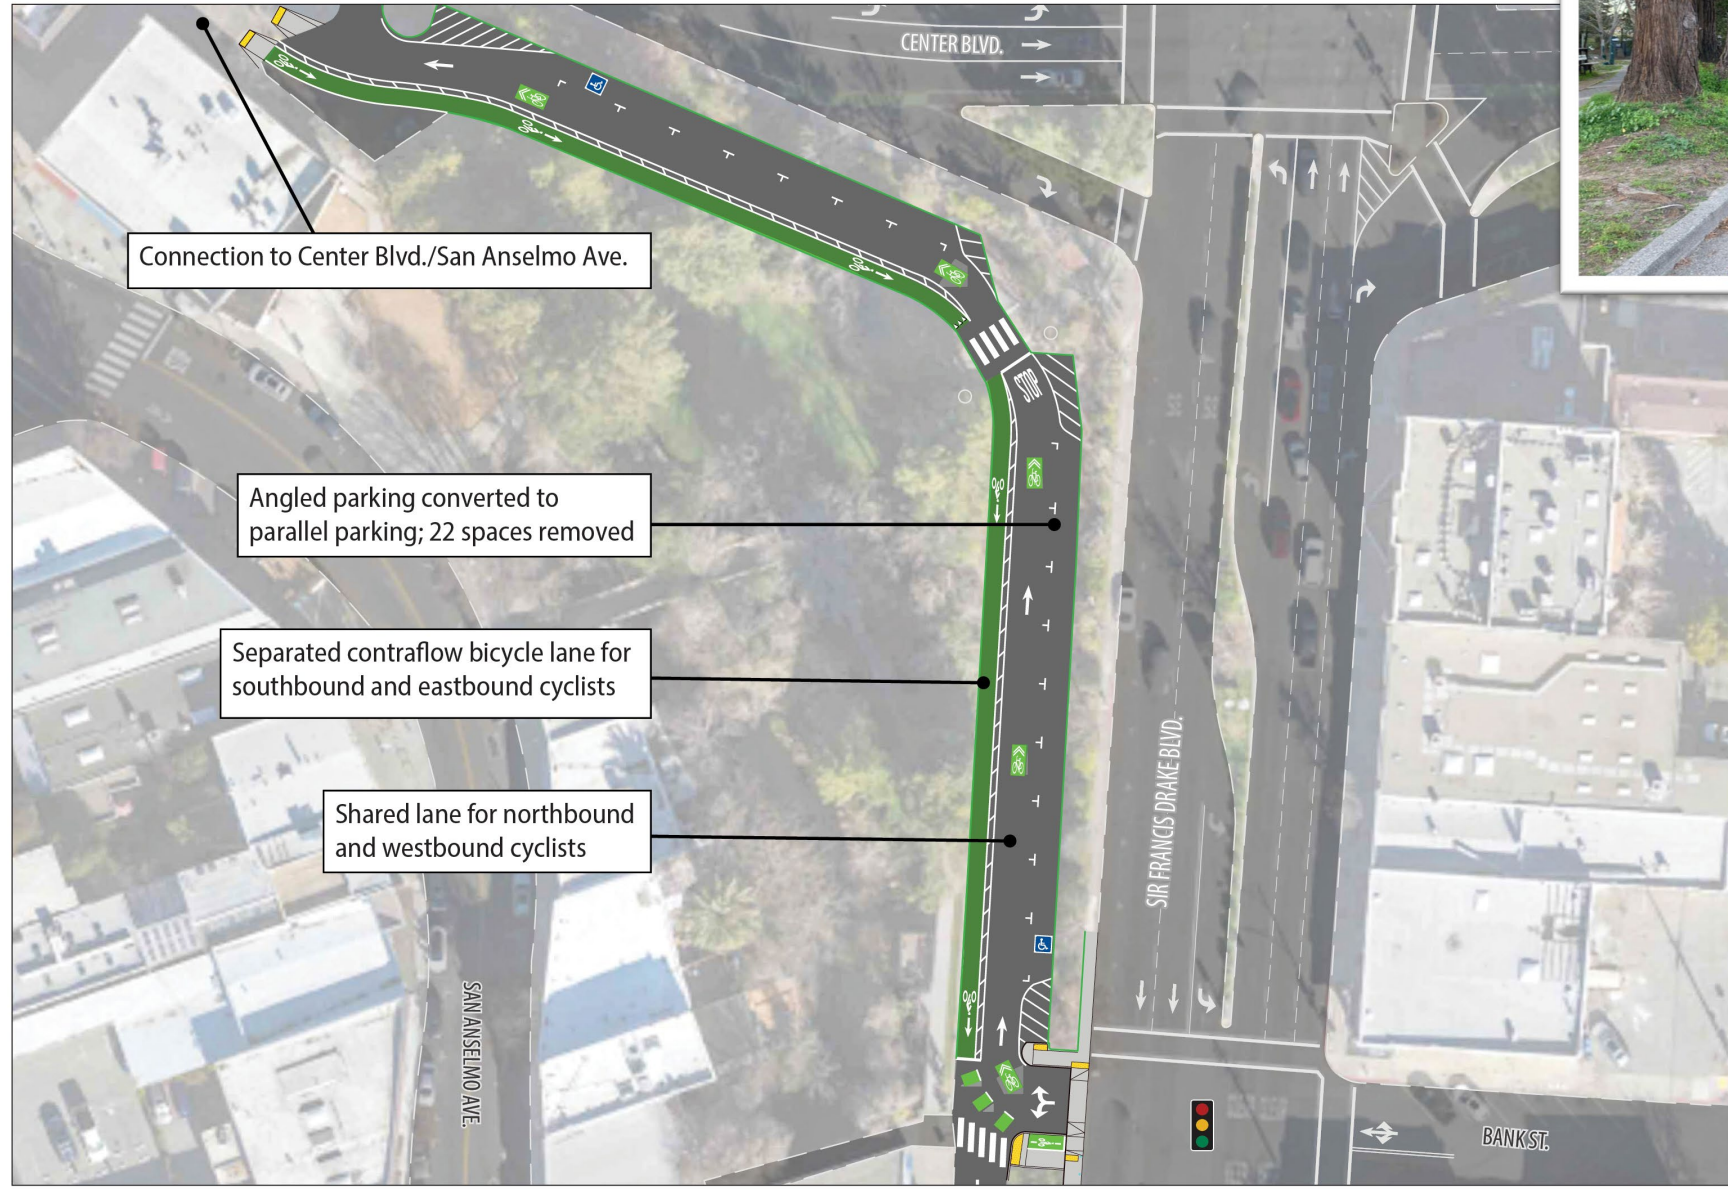 CENTER BLVD.
Connection to Center Blvd./San Anselmo Ave.
STOP
Angled parking converted to
parallel parking; 22 spaces removed
Separated contraflow bicycle lane for
southbound and eastbound cyclists
Shared lane for northbound
and westbound cyclists
SIR FRANCIS DRAKE BLVD.
SAN ANSELMO AVE.
BANK ST.